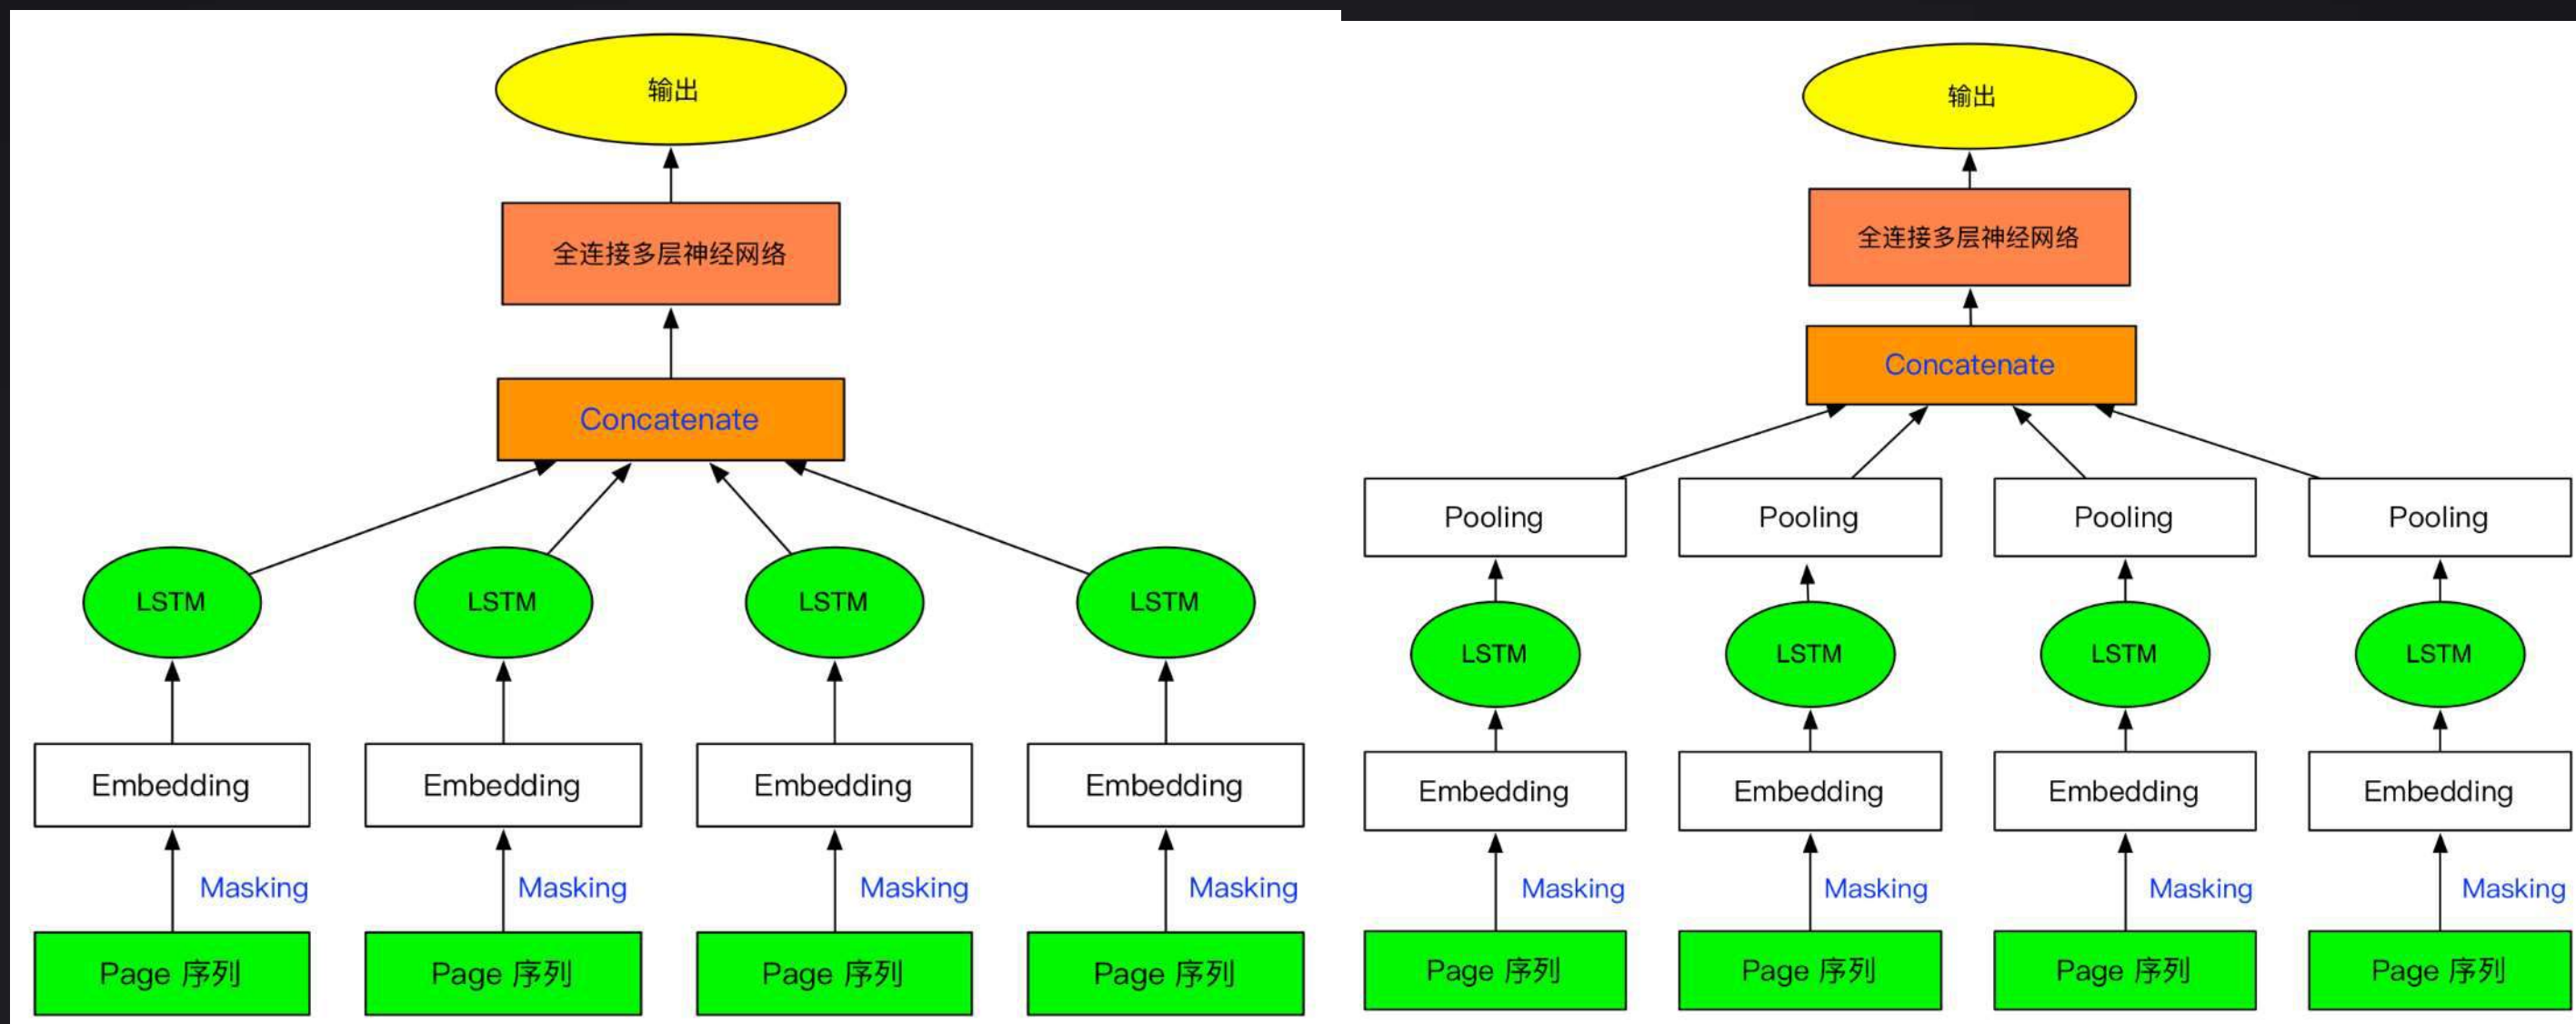 输出
全连接多层神经网络
Concatenate
LSTM
LSTM
LSTM
LSTM
Embedding
Embedding
Embedding
Embedding
Masking
Masking
Masking
Masking
Page 序列
Page 序列
Page 序列
Page 序列
输出
全连接多层神经网络
Concatenate
Pooling
Pooling
Pooling
Pooling
LSTM
LSTM
LSTM
LSTM
Embedding
Embedding
Embedding
Embedding
Masking
Masking
Masking
Masking
Page 序列
Page 序列
Page 序列
Page 序列